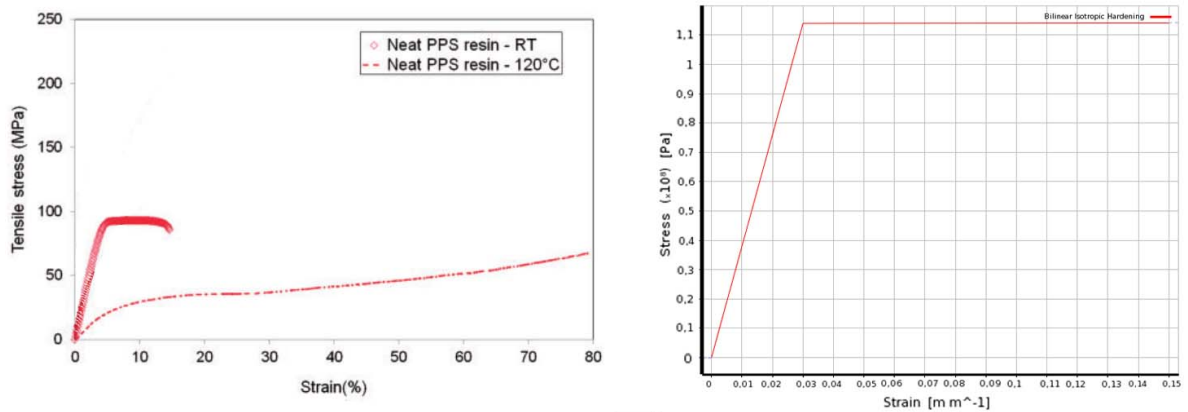 250
200
150
100
50
0
Tensile stress (MPa)
Neat PPS resin - RT
Neat PPS resin - 120°C
0 10 20 30 40 50 60 70 80
Strain(%)
Bilinear Isotropic Hardening
1,1
1
0,9
0,8
0,7
0,6
0,5
0,4
0,3
0,2
0,1
0
Stress (x10⁸) [Pa]
0 0,01 0,02 0,03 0,04 0,05 0,06 0,07 0,08 0,09 0,1 0,11 0,12 0,13 0,14 0,15
Strain [m m^-1]